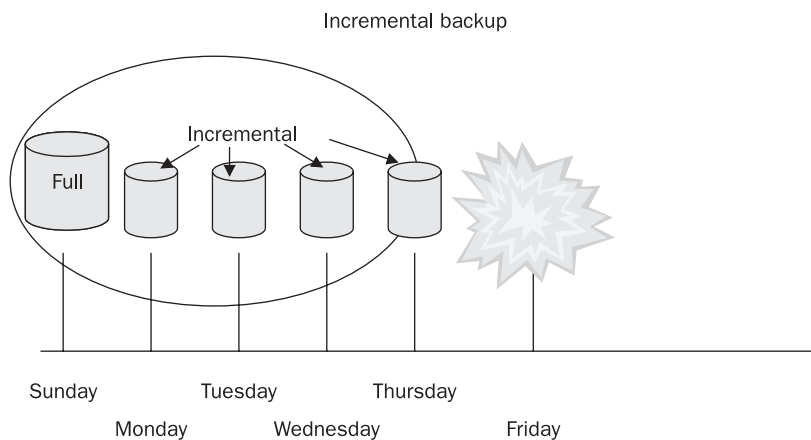 Incremental backup
Incremental
Full
Sunday
Tuesday
Thursday
Monday
Wednesday
Friday